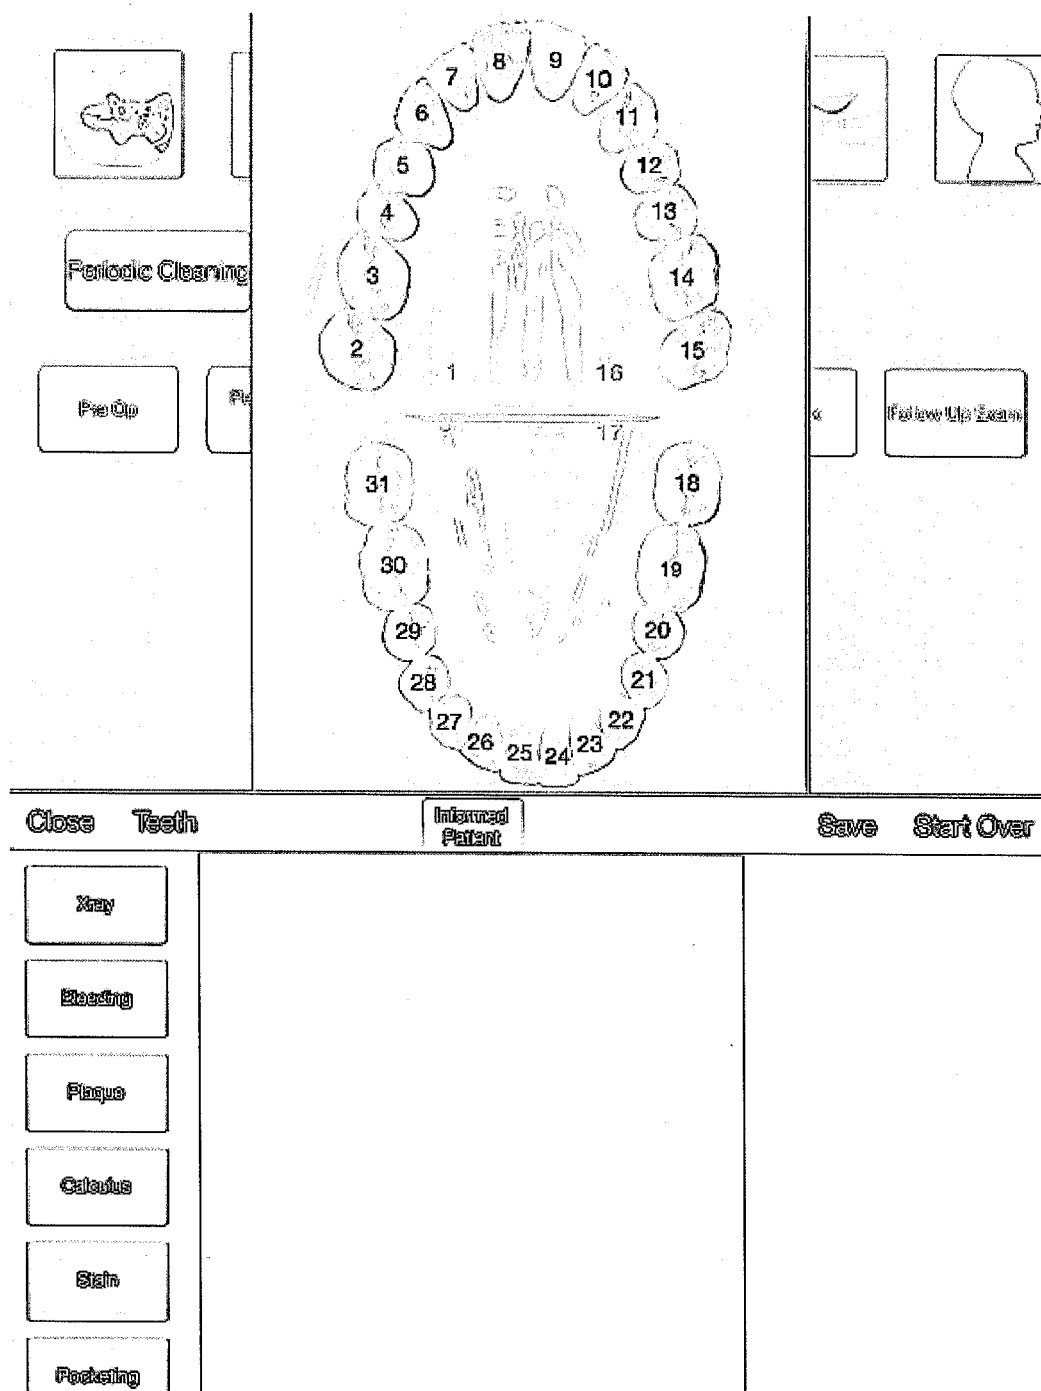 7 8 9 10
6 11
5 12
4 13
3 14
Periodic Cleaning
2 15
1 16
Pre Op
Follow Up Exam
17
31 18
30 19
29 20
28 21
27 22
26 25 24 23
Close Teeth Informed Save Start Over
Patient
Xray
Bleeding
Plaque
Calculus
Stain
Pocketing